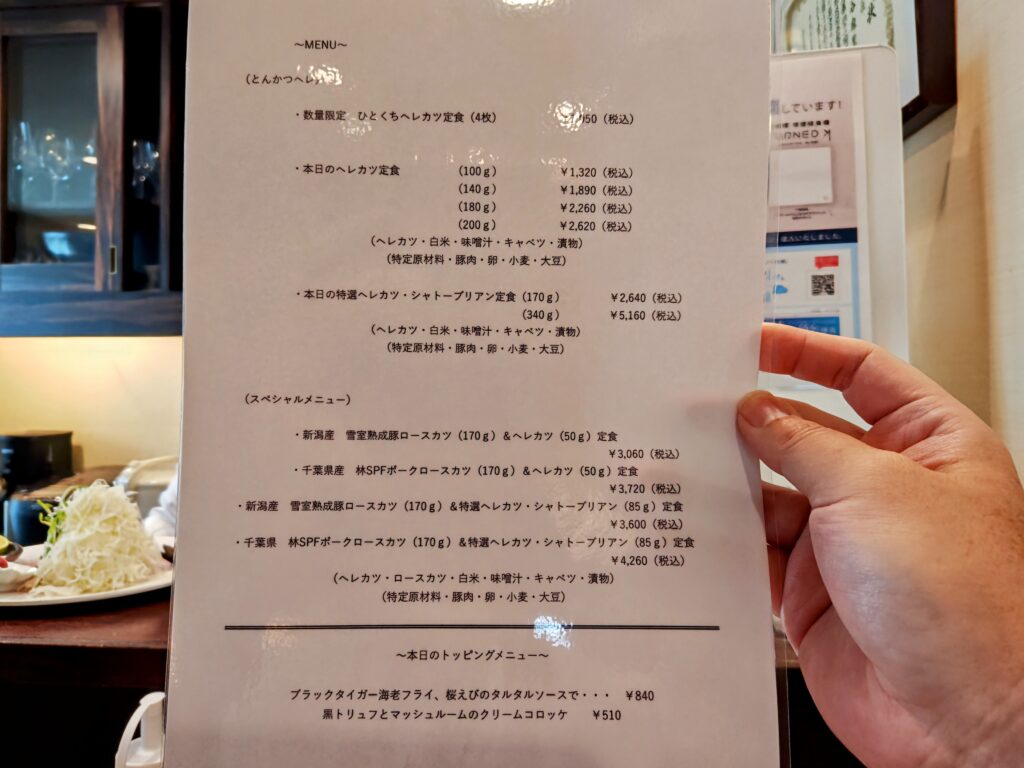 ～MENU～
(とんかつヘレ
・数量限定　ひとくちヘレカツ定食 (4枚)　950 (税込)
・本日のヘレカツ定食　(100ｇ)　￥1,320 (税込)
(140ｇ)　￥1,890 (税込)
(180ｇ)　￥2,260 (税込)
(200ｇ)　￥2,620 (税込)
(ヘレカツ・白米・味噌汁・キャベツ・漬物)
(特定原材料・豚肉・卵・小麦・大豆)
・本日の特選ヘレカツ・シャトーブリアン定食 (170ｇ)　￥2,640 (税込)
(340ｇ)　￥5,160 (税込)
(ヘレカツ・白米・味噌汁・キャベツ・漬物)
(特定原材料・豚肉・卵・小麦・大豆)
(スペシャルメニュー)
・新潟産　雪室熟成豚ロースカツ (170ｇ) ＆ヘレカツ (50ｇ) 定食
￥3,060 (税込)
・千葉県産　林SPFポークロースカツ (170ｇ) ＆ヘレカツ (50ｇ) 定食
￥3,720 (税込)
・新潟産　雪室熟成豚ロースカツ (170ｇ) ＆特選ヘレカツ・シャトーブリアン (85ｇ) 定食
￥3,600 (税込)
・千葉県　林SPFポークロースカツ (170ｇ) ＆特選ヘレカツ・シャトーブリアン (85ｇ) 定食
￥4,260 (税込)
(ヘレカツ・ロースカツ・白米・味噌汁・キャベツ・漬物)
(特定原材料・豚肉・卵・小麦・大豆)
～本日のトッピングメニュー～
ブラックタイガー海老フライ、桜えびのタルタルソースで・・・　￥840
黒トリュフとマッシュルームのクリームコロッケ　￥510
しています!